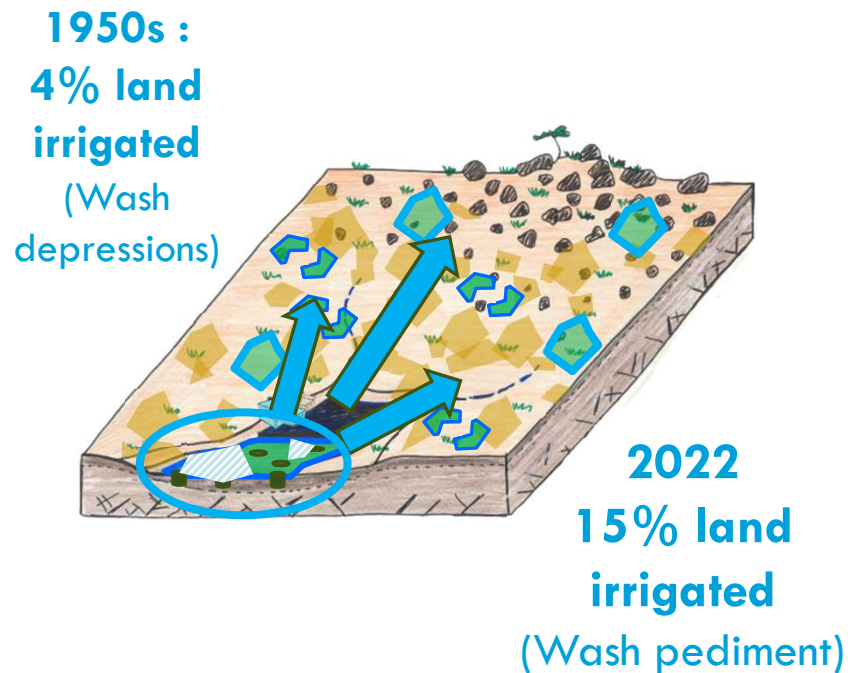 1950s :
4% land
irrigated
(Wash
depressions)
2022
15% land
irrigated
(Wash pediment)